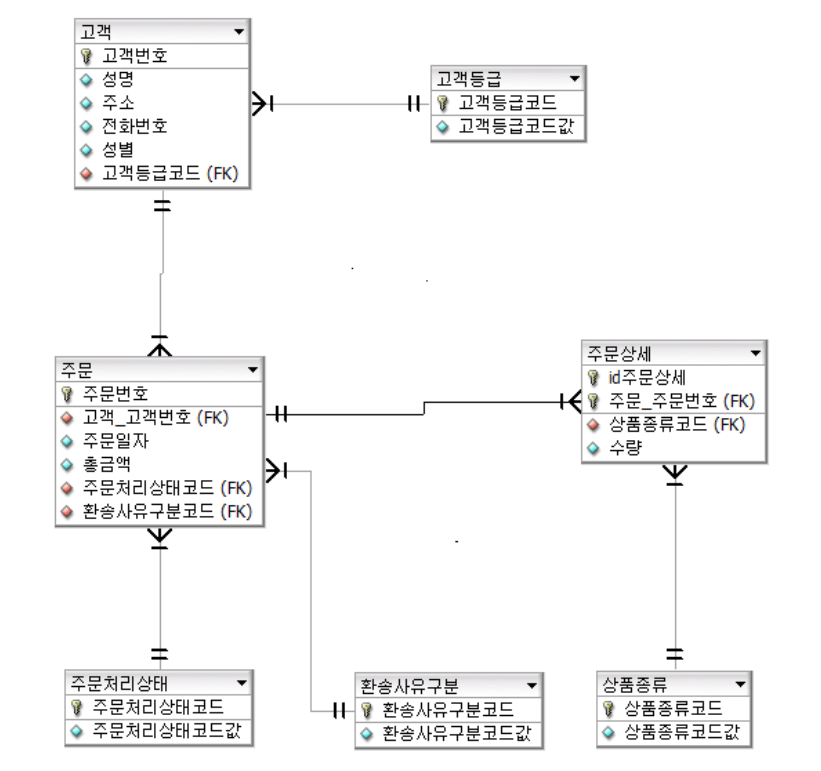 고객
고객번호
성명
주소
전화번호
성별
고객등급코드 (FK)
고객등급
고객등급코드
고객등급코드값
주문
주문번호
고객_고객번호 (FK)
주문일자
총금액
주문처리상태코드 (FK)
환송사유구분코드 (FK)
주문상세
id주문상세
주문_주문번호 (FK)
상품종류코드 (FK)
수량
주문처리상태
주문처리상태코드
주문처리상태코드값
환송사유구분
환송사유구분코드
환송사유구분코드값
상품종류
상품종류코드
상품종류코드값